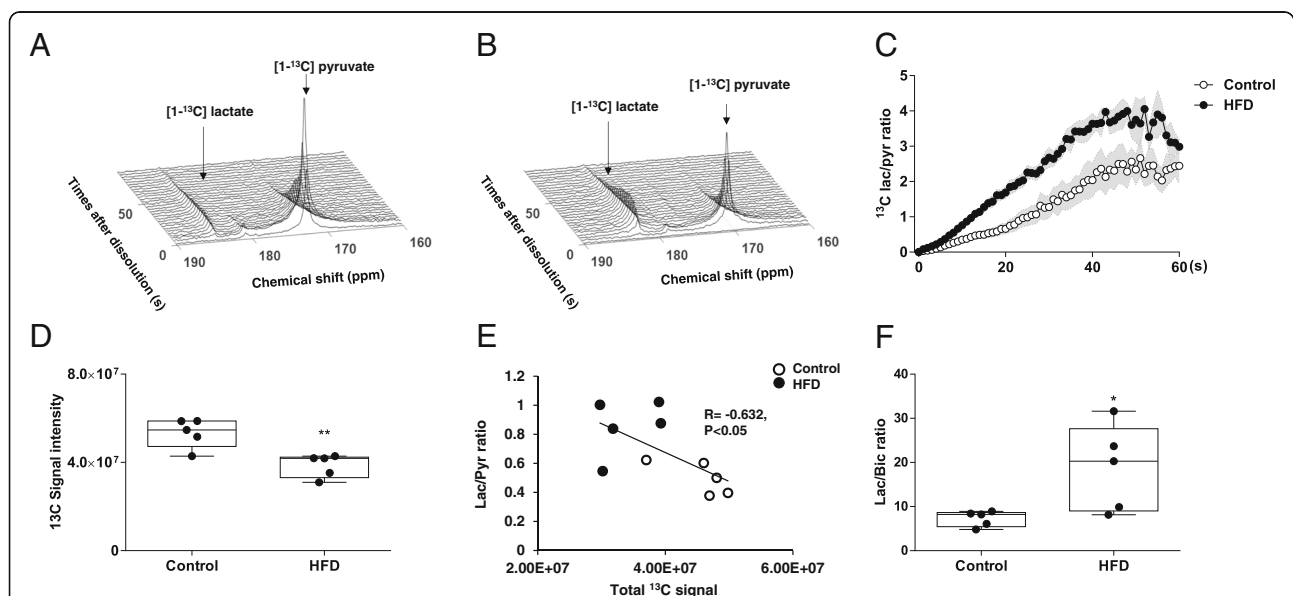 A
[1-¹³C] pyruvate
[1-¹³C] lactate
Times after dissolution (s)
50
0
190
180
170
160
Chemical shift (ppm)
B
[1-¹³C] lactate
[1-¹³C] pyruvate
Times after dissolution (s)
50
0
190
180
170
160
Chemical shift (ppm)
C
¹³C lac/pyr ratio
5
4
3
2
1
0
0
20
40
60 (s)
Control
HFD
D
13C Signal intensity
8.0×10⁷
4.0×10⁷
0
**
Control
HFD
E
Lac/Pyr ratio
1.2
1
0.8
0.6
0.4
0.2
0
Control
HFD
R= -0.632,
P<0.05
2.00E+07
4.00E+07
6.00E+07
Total ¹³C signal
F
Lac/Bic ratio
40
30
20
10
0
*
Control
HFD